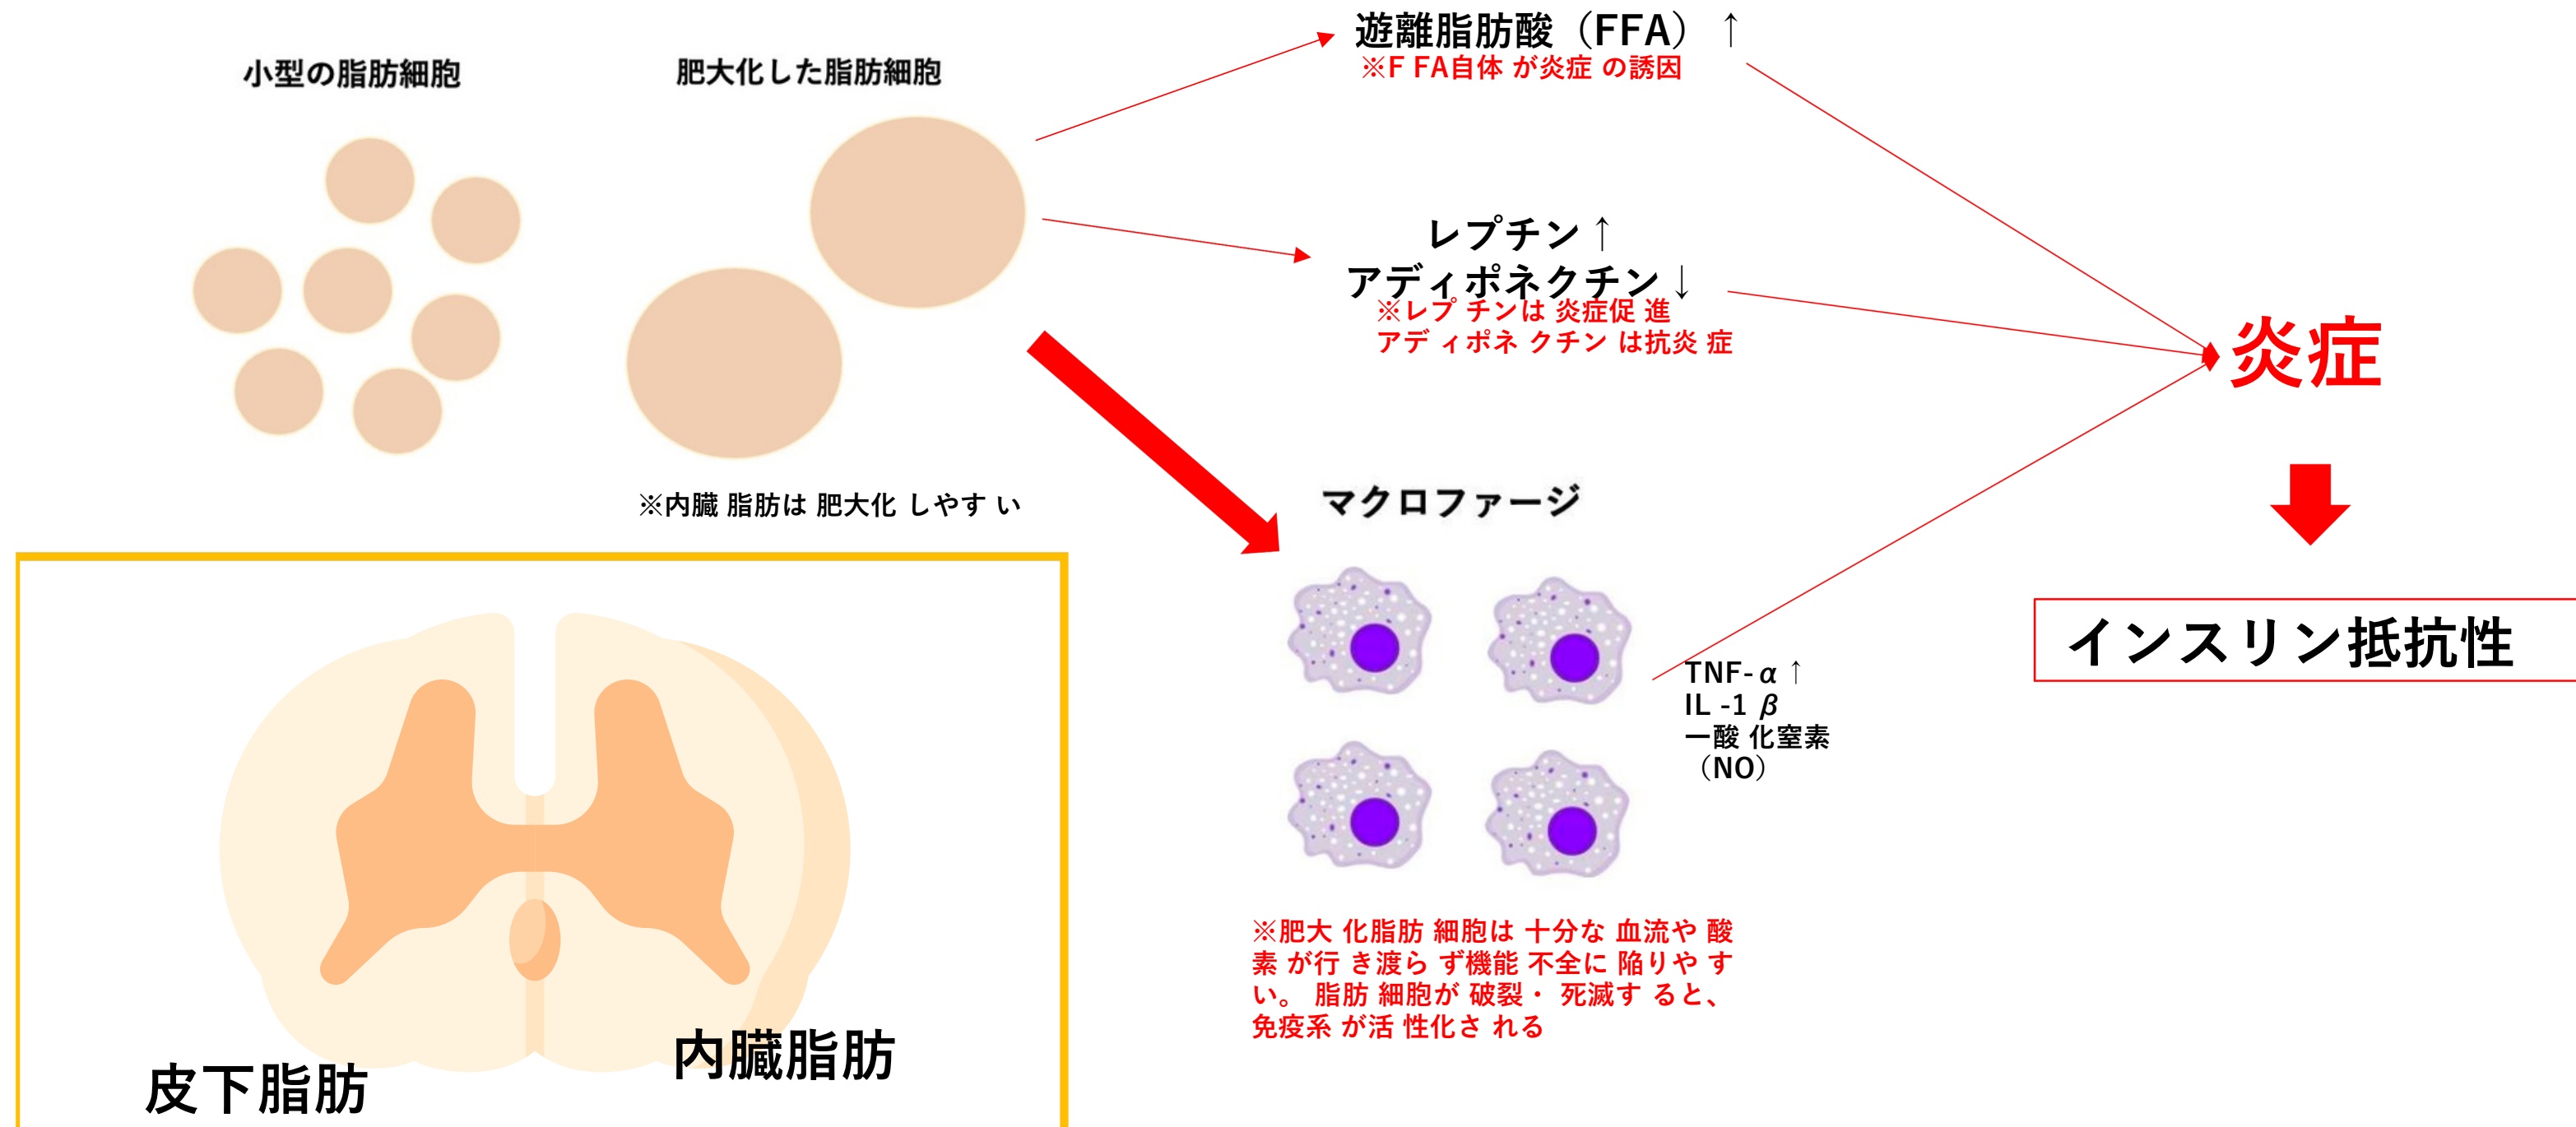 小型の脂肪細胞
肥大化した脂肪細胞
※内臓 脂肪は 肥大化 しやす い
遊離脂肪酸（FFA）↑
※F FA自体 が炎症 の誘因
レプチン↑
アディポネクチン↓
※レプ チンは 炎症促 進
アデ ィポネ クチン は抗炎 症
マクロファージ
TNF-α ↑
IL -1 β
一酸 化窒素
（NO）
※肥大 化脂肪 細胞は 十分な 血流や 酸
素 が行 き渡ら ず機能 不全に 陥りや す
い。 脂肪 細胞が 破裂・ 死滅す ると、
免疫系 が活 性化さ れる
炎症
インスリン抵抗性
皮下脂肪
内臓脂肪